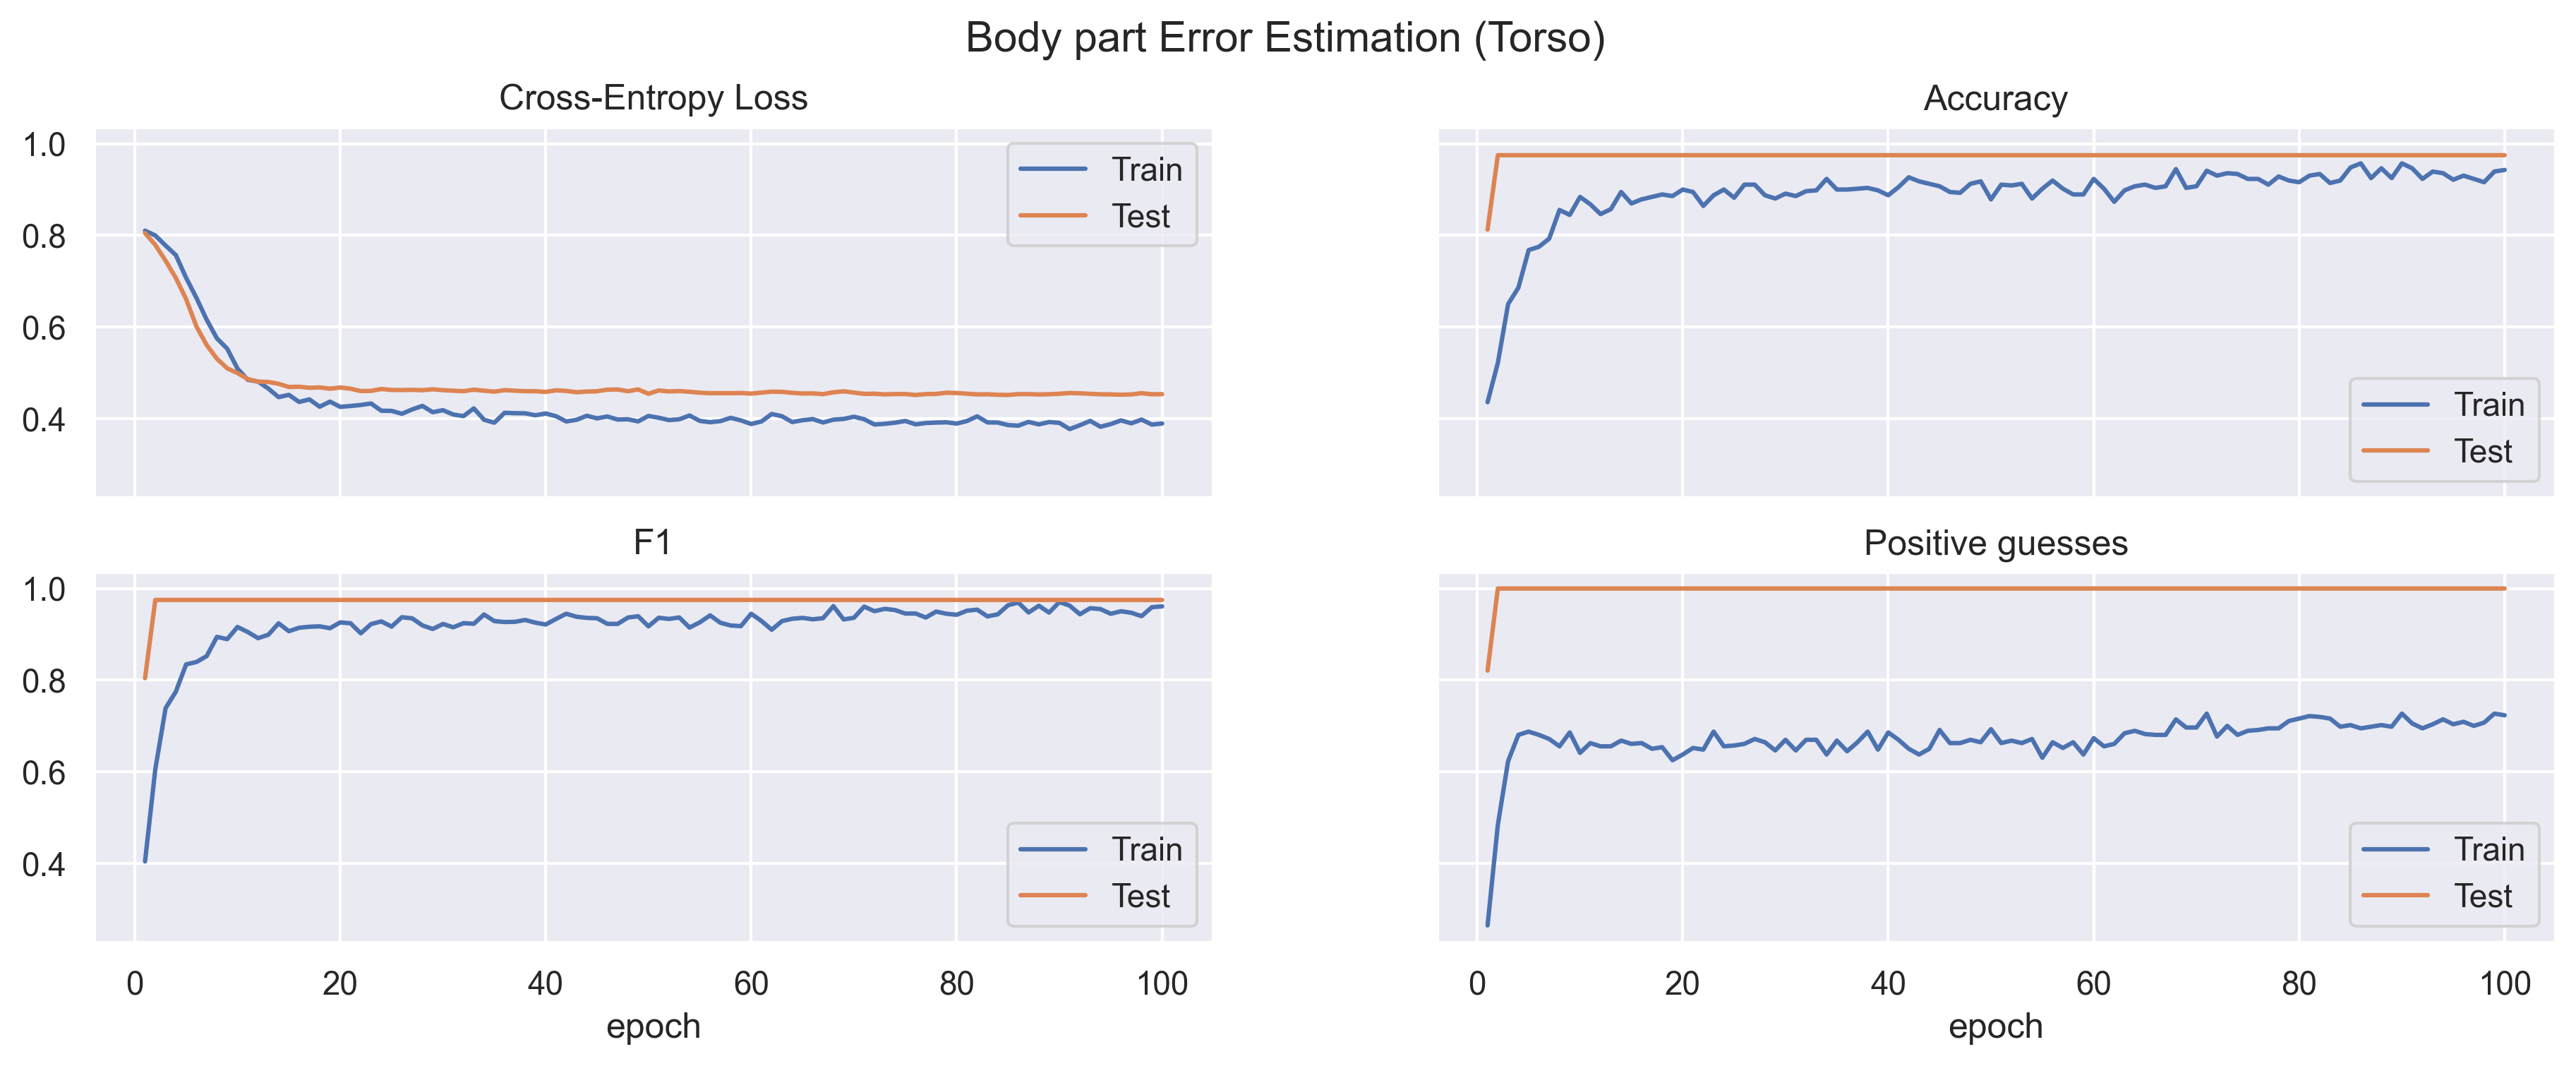 Body part Error Estimation (Torso)
Cross-Entropy Loss
1.0
0.8
0.6
0.4
Train
Test
Accuracy
Train
Test
F1
1.0
0.8
0.6
0.4
0 20 40 60 80 100
epoch
Train
Test
Positive guesses
Train
Test
0 20 40 60 80 100
epoch